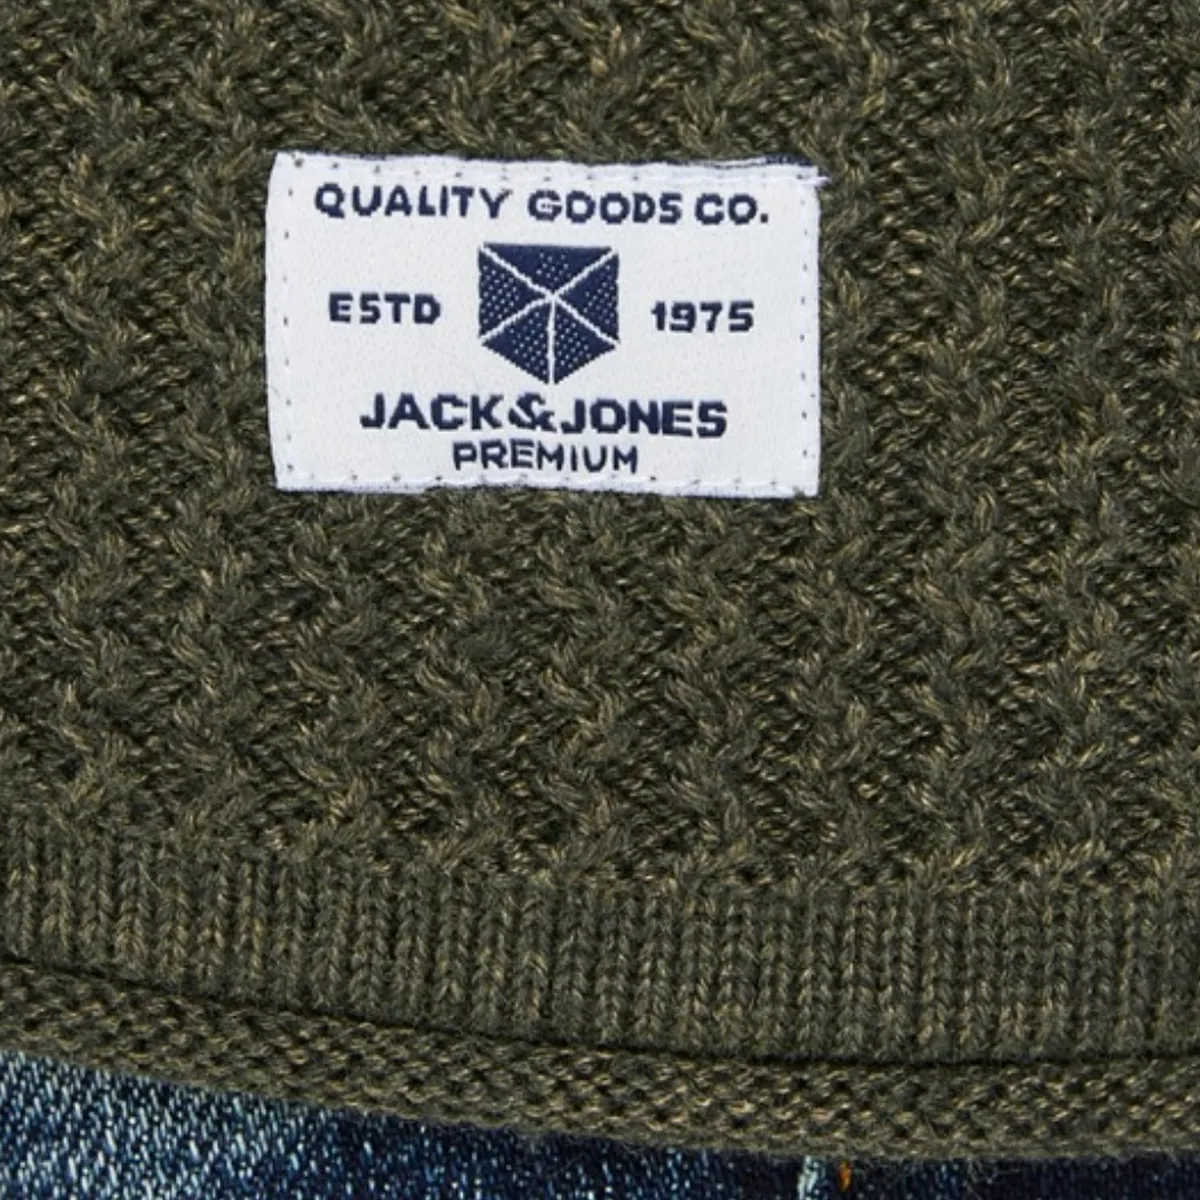 QUALITY GOODS CO.
ESTD 1975
JACK&JONES
PREMIUM